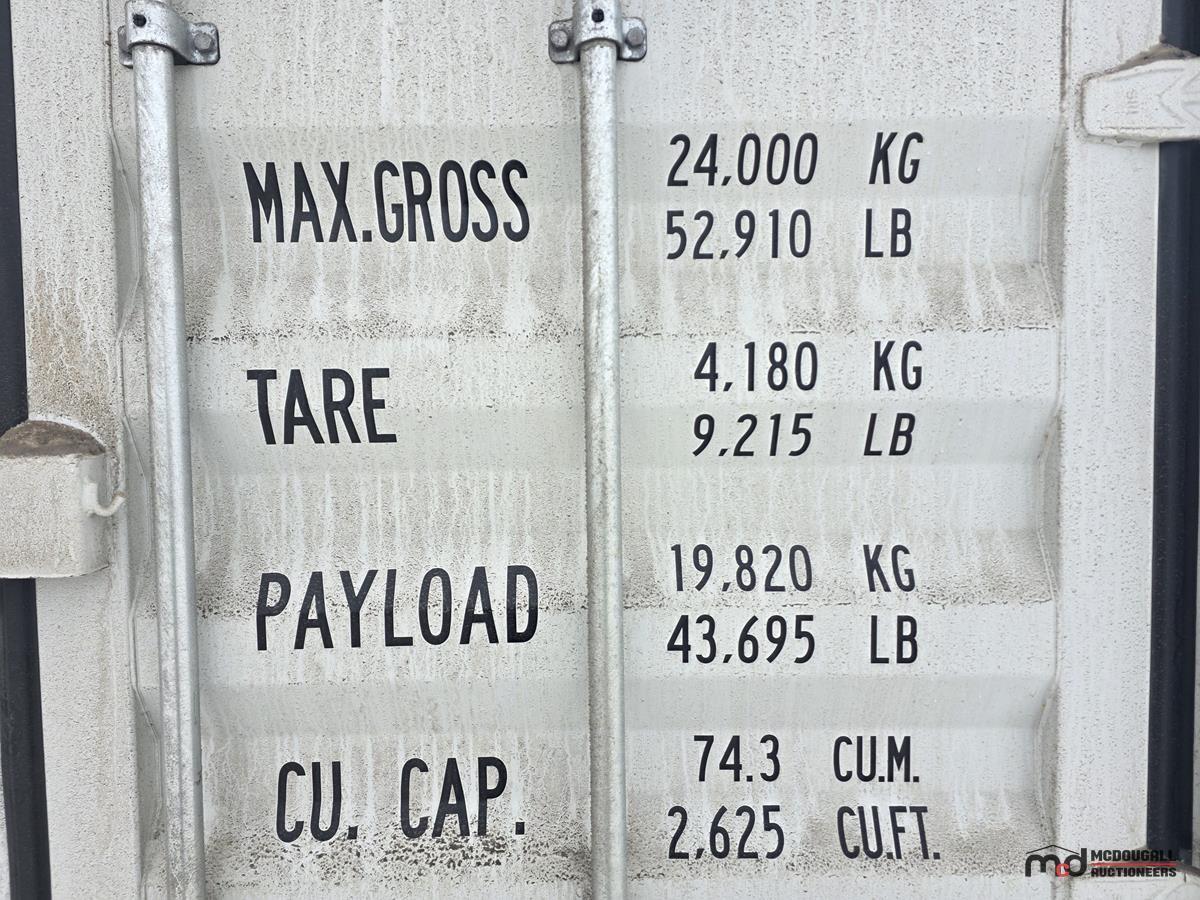 MAX.GROSS 24,000 KG
52,910 LB
TARE 4,180 KG
9,215 LB
PAYLOAD 19,820 KG
43,695 LB
CU. CAP. 74.3 CU.M.
2,625 CU.FT.
mcd MCDOUGALL
AUCTIONEERS